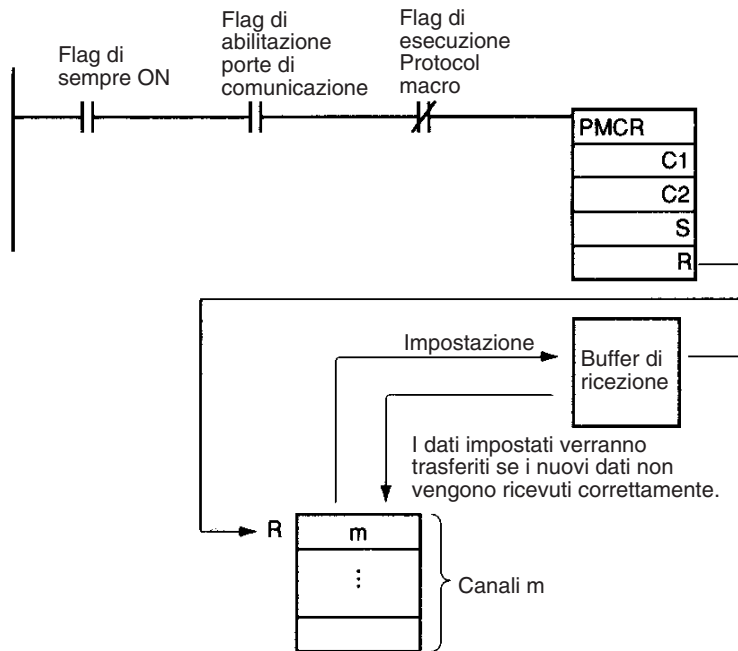 Flag di
sempre ON
Flag di
abilitazione
porte di
comunicazione
Flag di
esecuzione
Protocol
macro
PMCR
C1
C2
S
R
Impostazione
Buffer di
ricezione
I dati impostati verranno
trasferiti se i nuovi dati non
vengono ricevuti correttamente.
R
m
⋮
Canali m